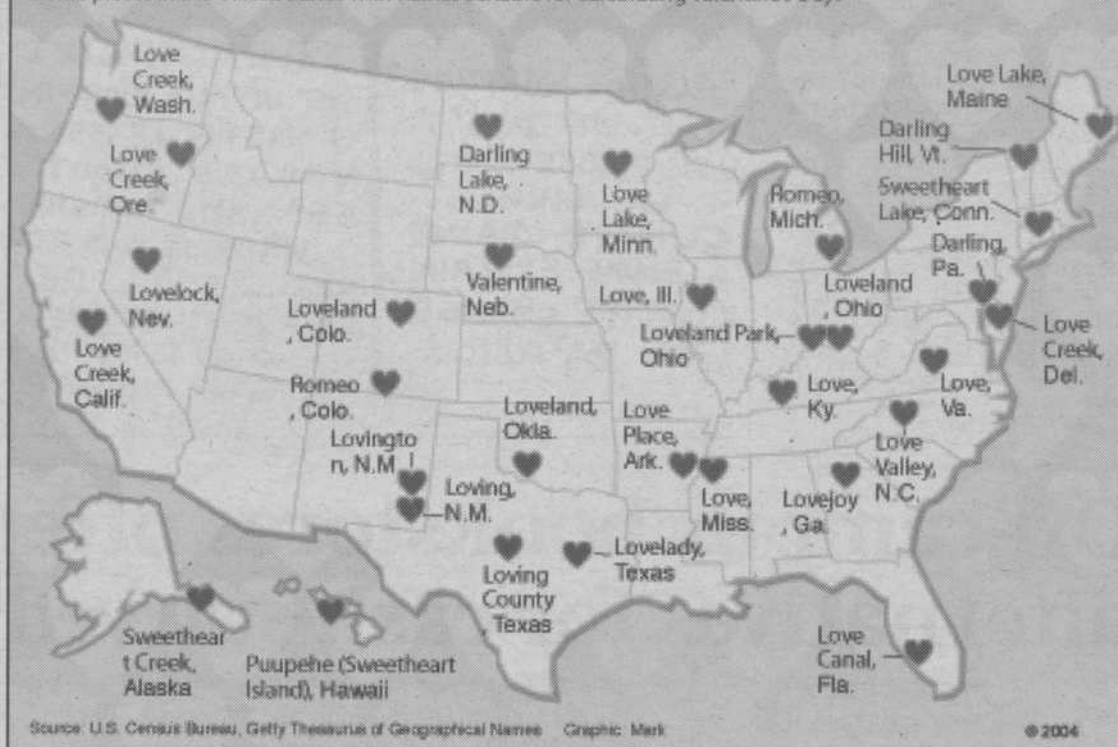 Love
Creek,
Wash.
Love
Creek,
Ore.
Lovelock,
Nev.
Love
Creek,
Calif.
Darling
Lake,
N.D.
Love
Lake,
Minn.
Valentine,
Neb.
Loveland
, Colo.
Romeo
, Colo.
Lovingto
n, N.M
Loving,
N.M.
Loveland,
Okla.
Love, Ill.
Loveland Park,
Ohio
Romeo,
Mich.
Loveland
, Ohio
Love Lake,
Maine
Darling
Hill, Vt.
Sweetheart
Lake, Conn.
Darling,
Pa.
Love
Creek,
Del.
Love,
Ky.
Love,
Va.
Love
Valley,
N.C.
Love
Place,
Ark.
Love,
Miss.
Lovejoy
, Ga.
Loving
County
, Texas
Lovelady,
Texas
Love
Canal,
Fla.
Sweethear
t Creek,
Alaska
Puupehe (Sweetheart
Island), Hawaii
Source: U.S. Census Bureau, Getty Thesaurus of Geographical Names Graphic: Mark
© 2004